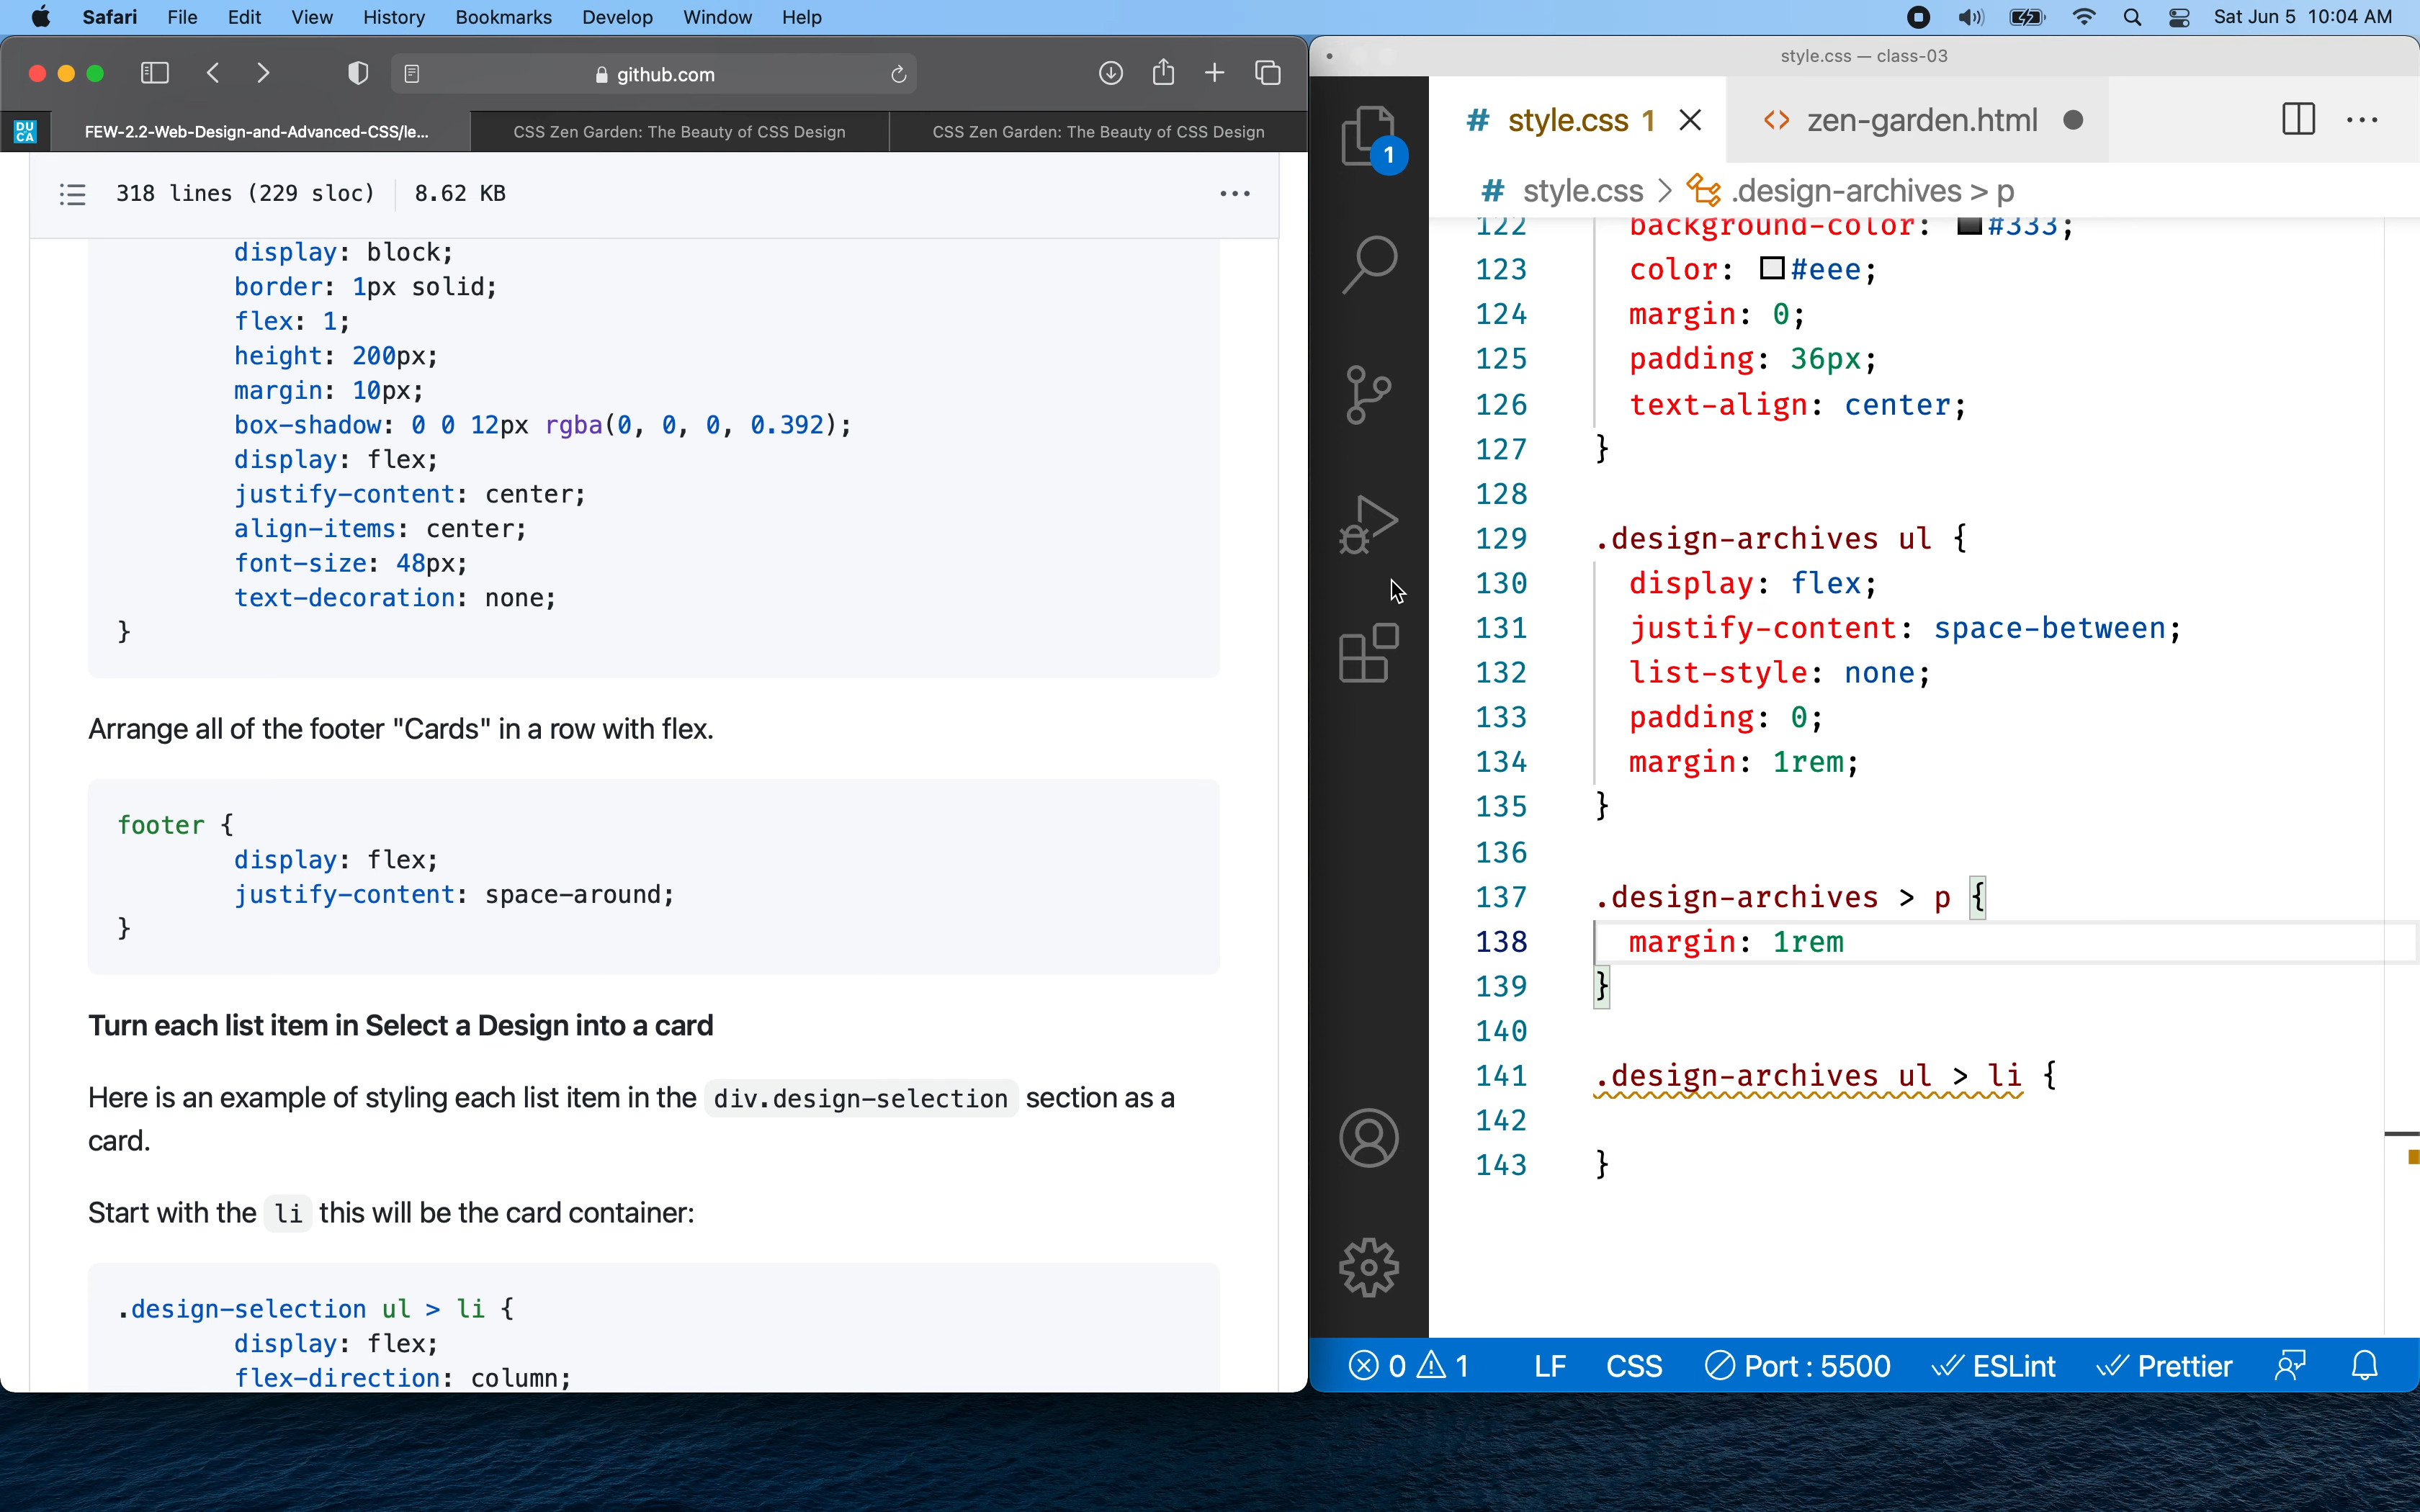 Safari File Edit View History Bookmarks Develop Window Help Sat Jun 5 10:04 AM
github.com
DU
CA
FEW-2.2-Web-Design-and-Advanced-CSS/le...
CSS Zen Garden: The Beauty of CSS Design
CSS Zen Garden: The Beauty of CSS Design
318 lines (229 sloc) 8.62 KB
display: block;
border: 1px solid;
flex: 1;
height: 200px;
margin: 10px;
box-shadow: 0 0 12px rgba(0, 0, 0, 0.392);
display: flex;
justify-content: center;
align-items: center;
font-size: 48px;
text-decoration: none;
}
Arrange all of the footer "Cards" in a row with flex.
footer {
display: flex;
justify-content: space-around;
}
Turn each list item in Select a Design into a card
Here is an example of styling each list item in the div.design-selection section as a
card.
Start with the li this will be the card container:
.design-selection ul > li {
display: flex;
flex-direction: column;
style.css — class-03
1
# style.css 1
<> zen-garden.html
# style.css > .design-archives > p
122 background-color: #333;
123 color: #eee;
124 margin: 0;
125 padding: 36px;
126 text-align: center;
127 }
128
129 .design-archives ul {
130 display: flex;
131 justify-content: space-between;
132 list-style: none;
133 padding: 0;
134 margin: 1rem;
135 }
136
137 .design-archives > p {
138 margin: 1rem
139 }
140
141 .design-archives ul > li {
142
143 }
0 1 LF CSS Port : 5500 ESLint Prettier